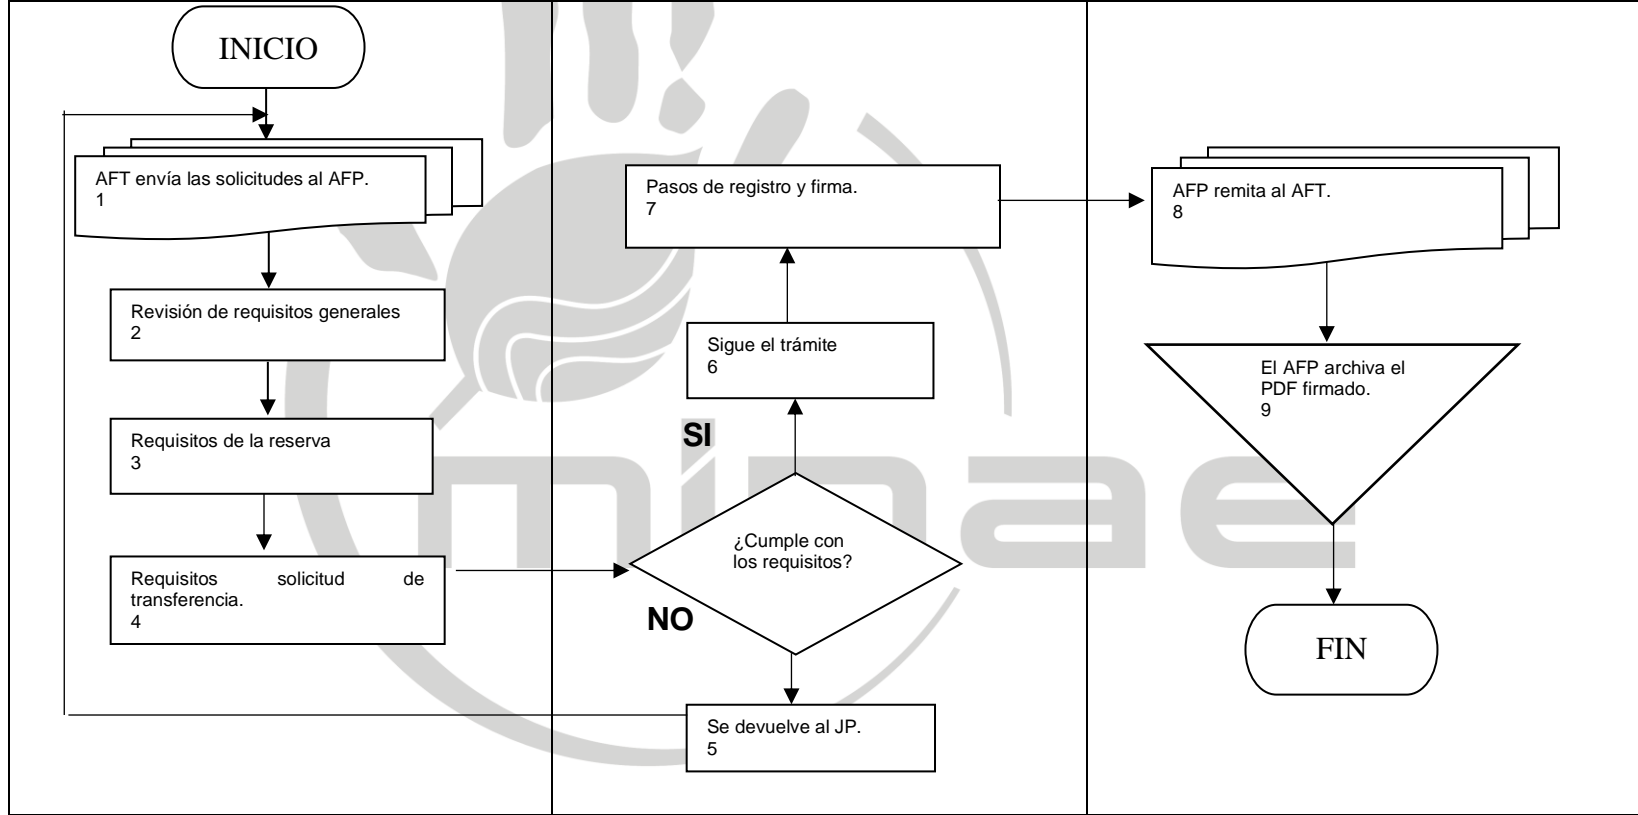 INICIO
AFT envía las solicitudes al AFP.
1
Revisión de requisitos generales
2
Requisitos de la reserva
3
Requisitos solicitud de
transferencia.
4
Pasos de registro y firma.
7
Sigue el trámite
6
SI
¿Cumple con
los requisitos?
NO
Se devuelve al JP.
5
AFP remita al AFT.
8
El AFP archiva el
PDF firmado.
9
FIN
minae